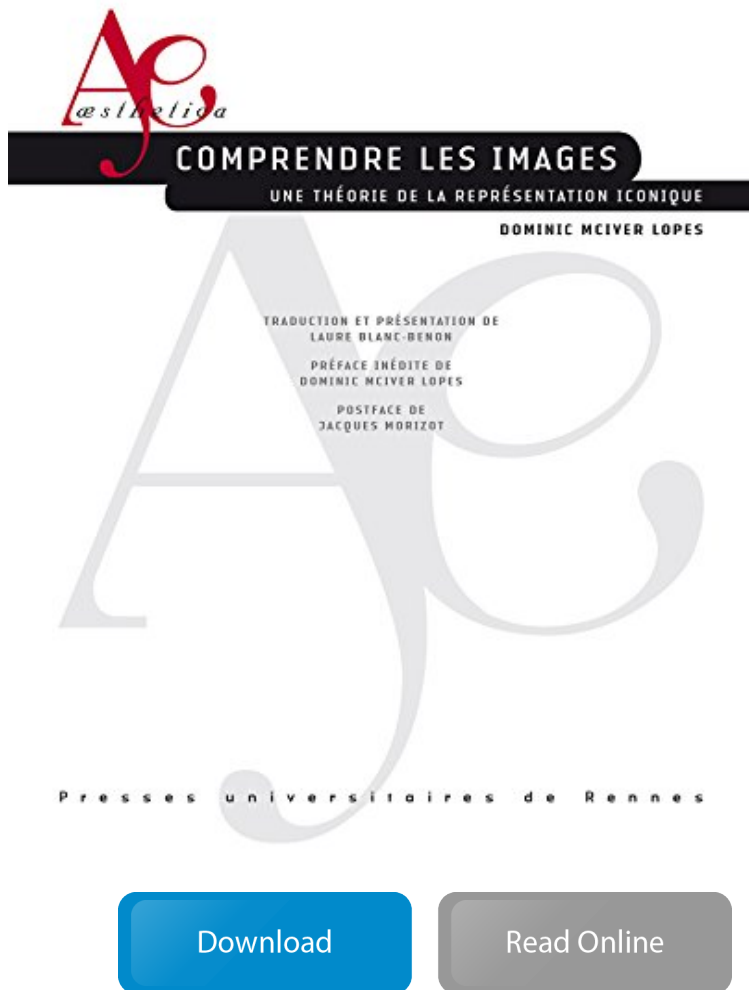 æsthetica
COMPRENDRE LES IMAGES
UNE THÉORIE DE LA REPRÉSENTATION ICONIQUE
DOMINIC MCIVER LOPES
TRADUCTION ET PRÉSENTATION DE
LAURE BLANC-BENON
PRÉFACE INÉDITE DE
DOMINIC MCIVER LOPES
POSTFACE DE
JACQUES MORIZOT
Presses universitaires de Rennes
Download Read Online